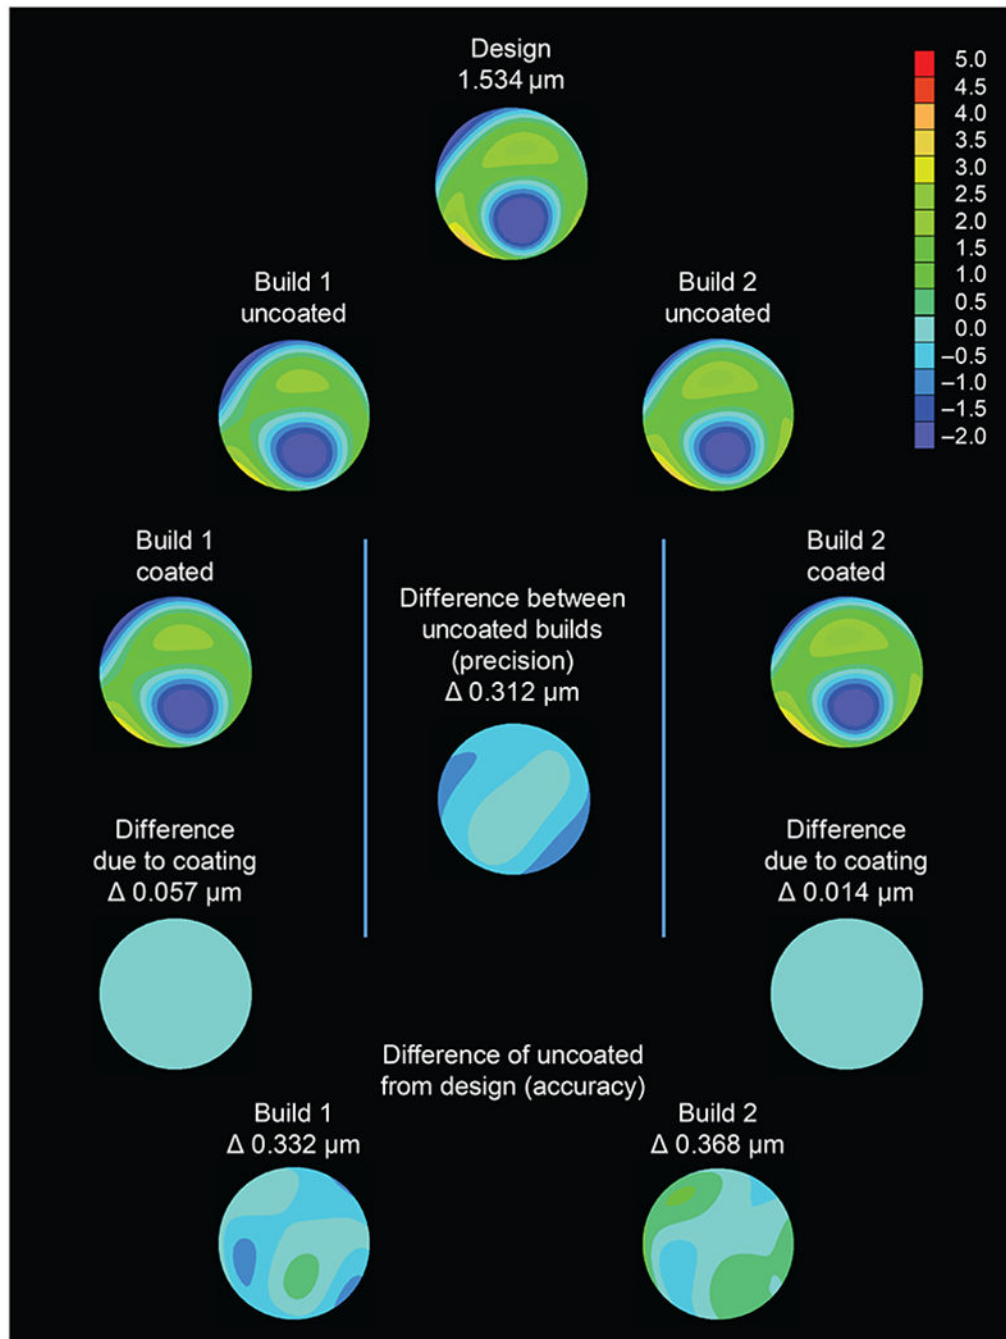 Design
1.534 μm
5.0
4.5
4.0
3.5
3.0
2.5
2.0
1.5
1.0
0.5
0.0
–0.5
–1.0
–1.5
–2.0
Build 1
uncoated
Build 2
uncoated
Build 1
coated
Difference between
uncoated builds
(precision)
Δ 0.312 μm
Build 2
coated
Difference
due to coating
Δ 0.057 μm
Difference
due to coating
Δ 0.014 μm
Difference of uncoated
from design (accuracy)
Build 1
Δ 0.332 μm
Build 2
Δ 0.368 μm